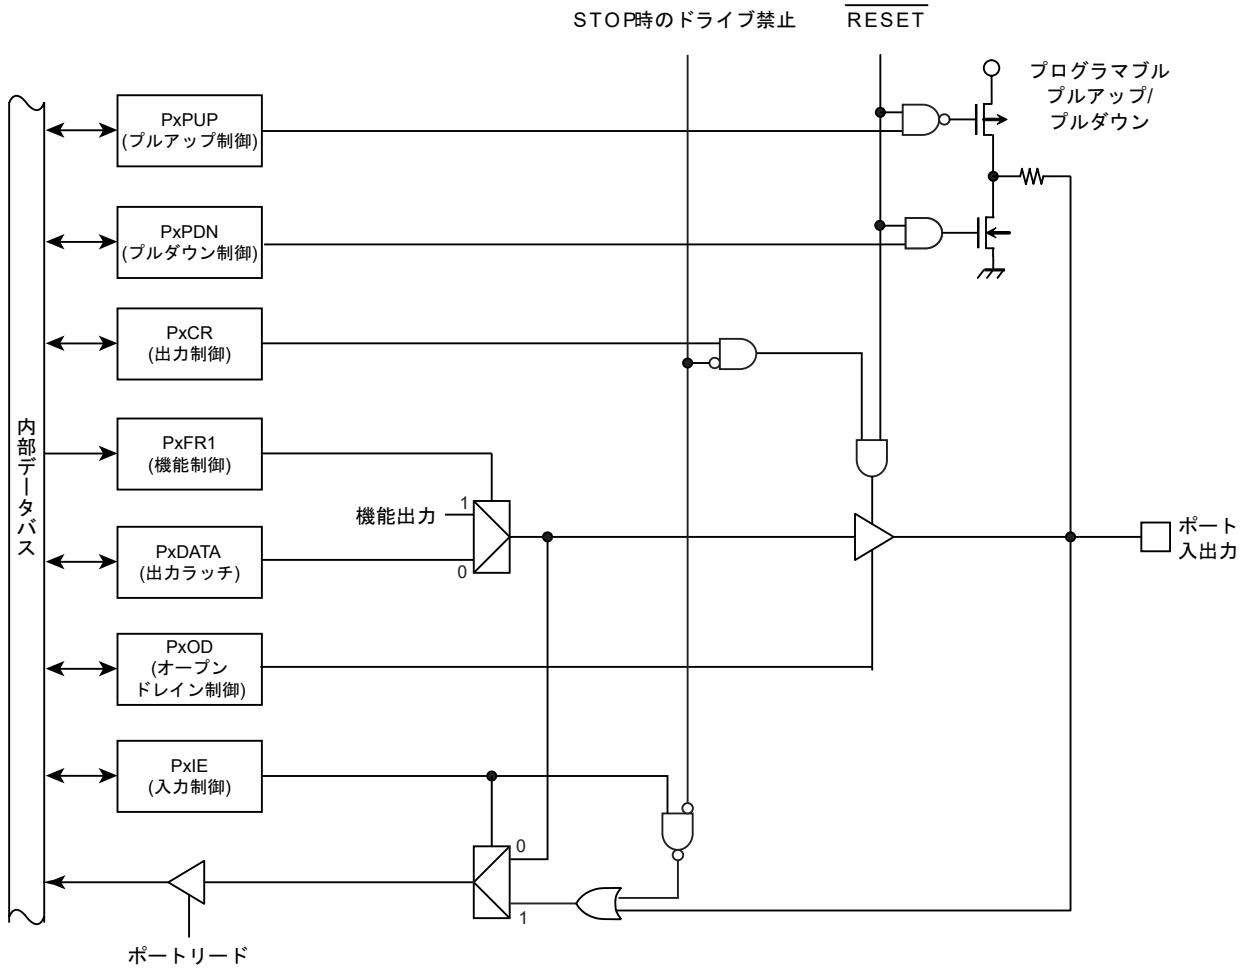 STOP時のドライブ禁止
RESET
プログラマブル
プルアップ/
プルダウン
PxPUP
(プルアップ制御)
PxPDN
(プルダウン制御)
PxCR
(出力制御)
内部データバス
PxFR1
(機能制御)
機能出力
1
0
PxDATA
(出力ラッチ)
ポート
入出力
PxOD
(オープン
ドレイン制御)
PxIE
(入力制御)
0
1
ポートリード